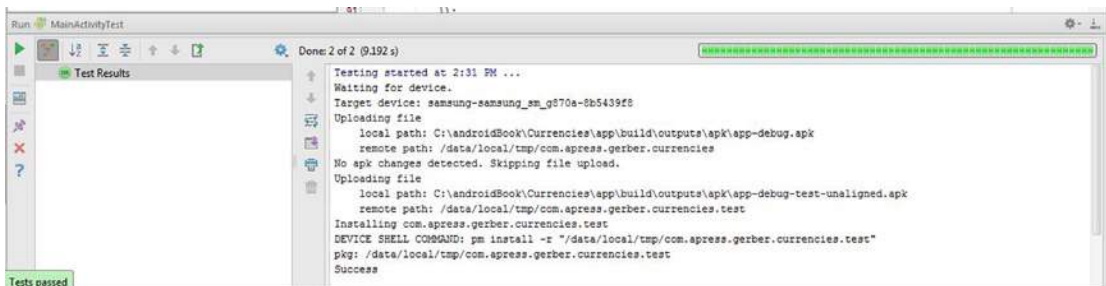 91 });
Run MainActivityTest
Done: 2 of 2 (9.192 s)
Test Results
Testing started at 2:31 PM ...
Waiting for device.
Target device: samsung-samsung_sm_g870a-8b5439f8
Uploading file
local path: C:\androidBook\Currencies\app\build\outputs\apk\app-debug.apk
remote path: /data/local/tmp/com.apress.gerber.currencies
No apk changes detected. Skipping file upload.
Uploading file
local path: C:\androidBook\Currencies\app\build\outputs\apk\app-debug-test-unaligned.apk
remote path: /data/local/tmp/com.apress.gerber.currencies.test
Installing com.apress.gerber.currencies.test
DEVICE SHELL COMMAND: pm install -r "/data/local/tmp/com.apress.gerber.currencies.test"
pkg: /data/local/tmp/com.apress.gerber.currencies.test
Success
Tests passed